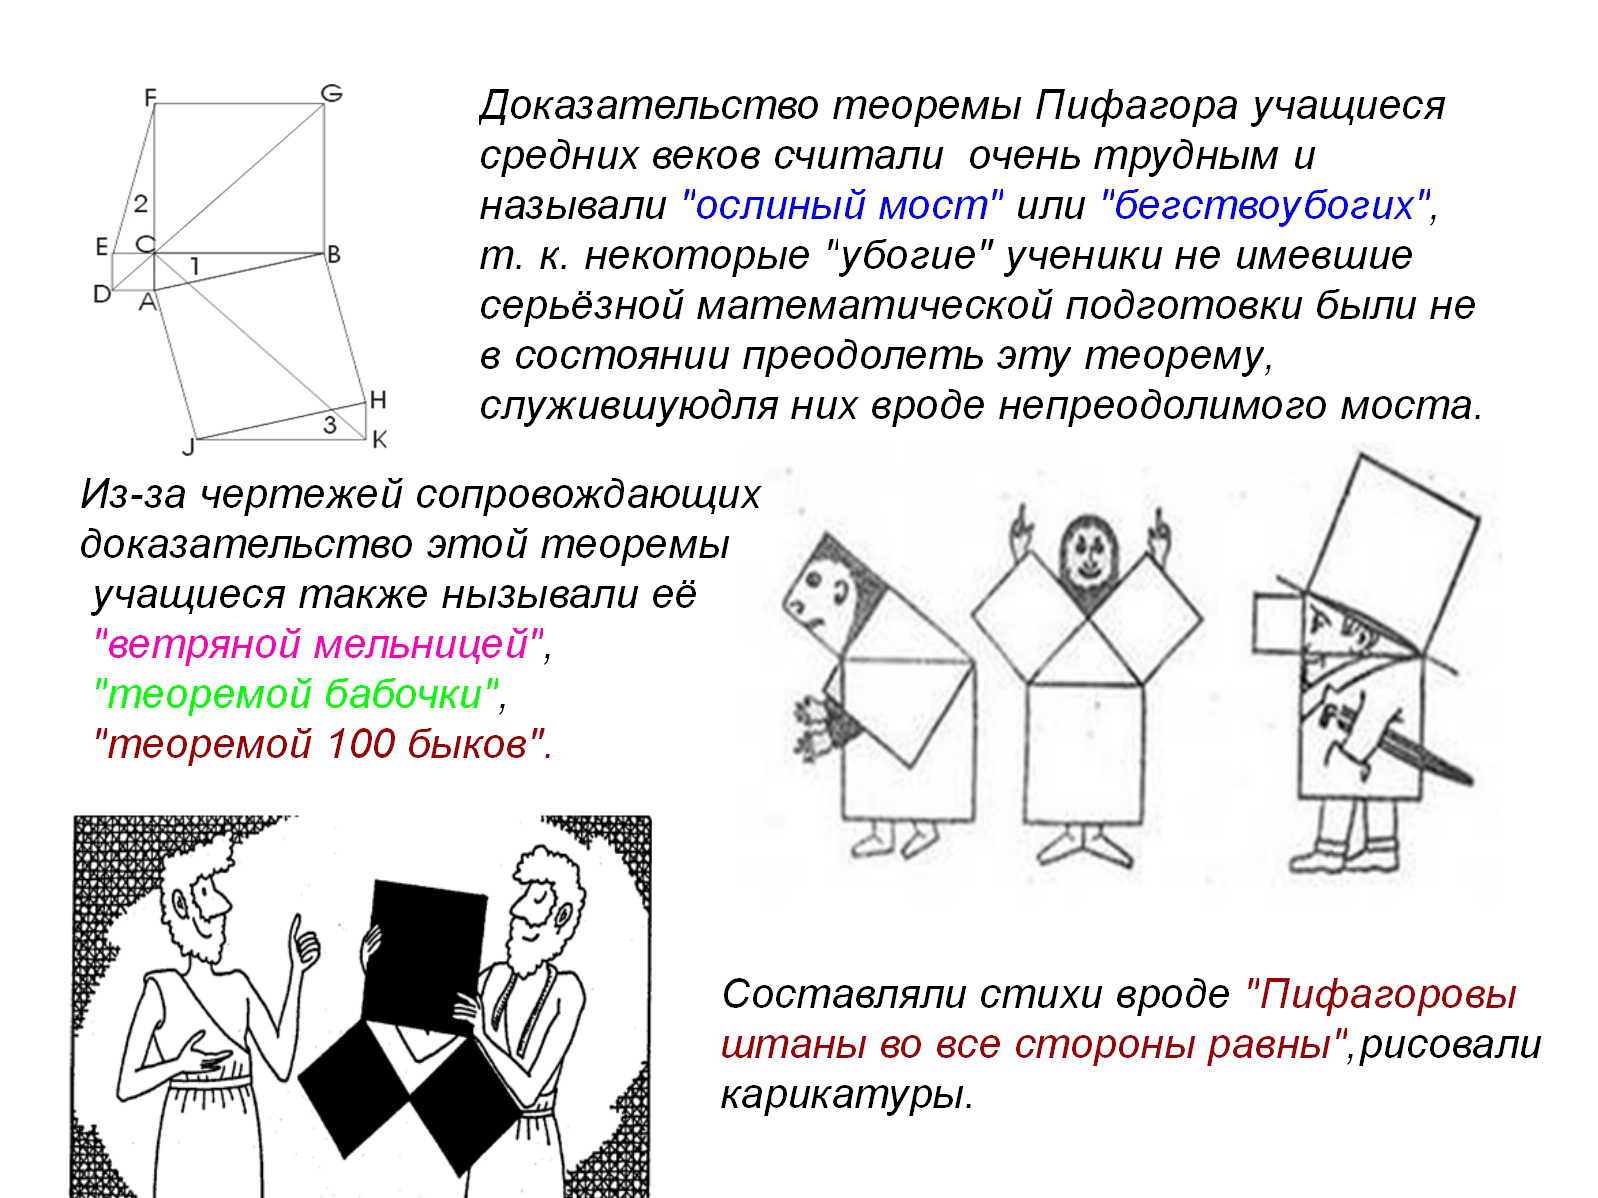 Доказательство теоремы Пифагора учащиеся
средних веков считали очень трудным и
называли "ослиный мост" или "бегствоубогих",
т. к. некоторые "убогие" ученики не имевшие
серьёзной математической подготовки были не
в состоянии преодолеть эту теорему,
служившуюдля них вроде непреодолимого моста.
F
G
2
E
C
1
B
D
A
H
3
J
K
Из-за чертежей сопровождающих
доказательство этой теоремы
учащиеся также нызывали её
"ветряной мельницей",
"теоремой бабочки",
"теоремой 100 быков".
Составляли стихи вроде "Пифагоровы
штаны во все стороны равны",рисовали
карикатуры.